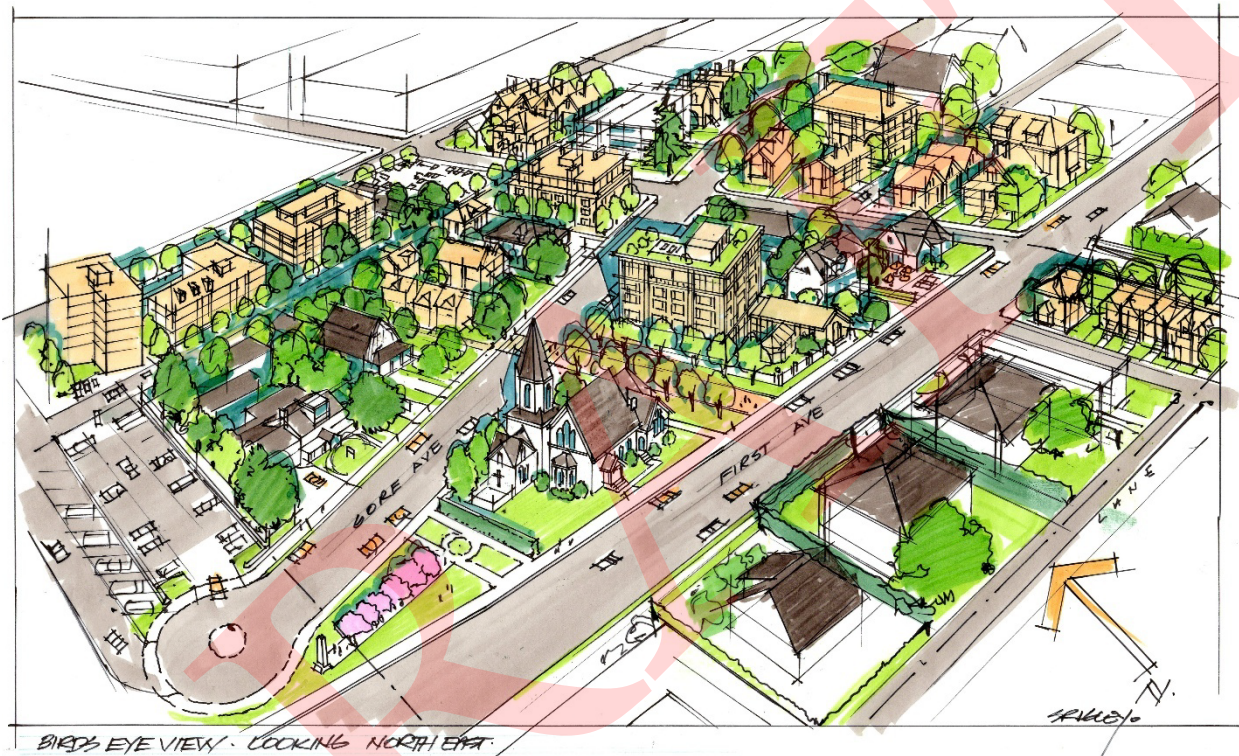 GORE AVE
FIRST AVE
LANE
N.
BIRDS EYE VIEW. LOOKING NORTH EAST.